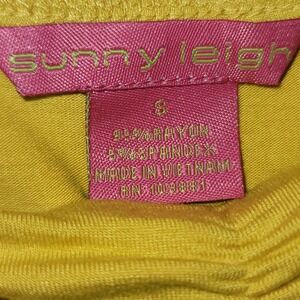 sunny leigh
S
95% RAYON
5% SPANDEX
MADE IN VIETNAM